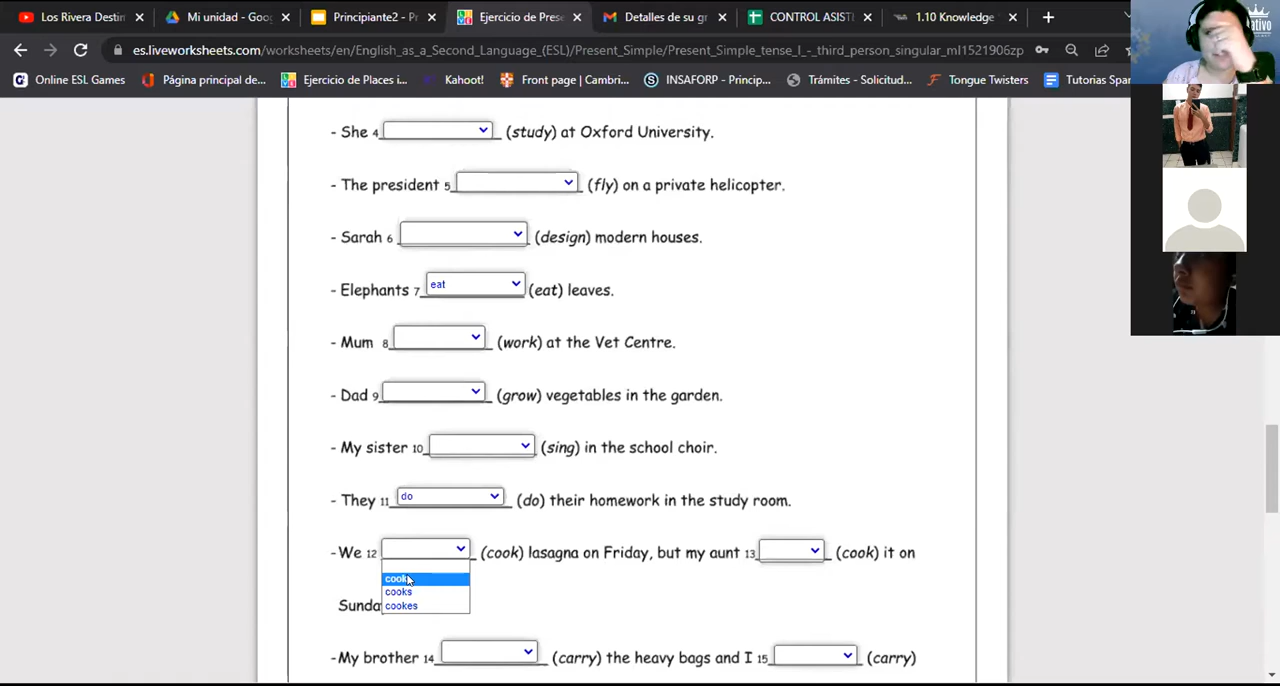 Los Rivera Destin
Mi unidad - Goo
Principiante2 - P
Ejercicio de Prese
Detalles de su gr
CONTROL ASIST
1.10 Knowledge
es.liveworksheets.com/worksheets/en/English_as_a_Second_Language_(ESL)/Present_Simple/Present_Simple_tense_I_-_third_person_singular_ml1521906zp
Online ESL Games
Página principal de...
Ejercicio de Places i...
Kahoot!
Front page | Cambri...
INSAFORP - Princip...
Trámites - Solicitud...
Tongue Twisters
Tutorias Spar
- She 4 (study) at Oxford University.
- The president 5 (fly) on a private helicopter.
- Sarah 6 (design) modern houses.
- Elephants 7 eat (eat) leaves.
- Mum 8 (work) at the Vet Centre.
- Dad 9 (grow) vegetables in the garden.
- My sister 10 (sing) in the school choir.
- They 11 do (do) their homework in the study room.
- We 12 (cook) lasagna on Friday, but my aunt 13 (cook) it on
cook
cooks
cookes
Sunda
-My brother 14 (carry) the heavy bags and I 15 (carry)